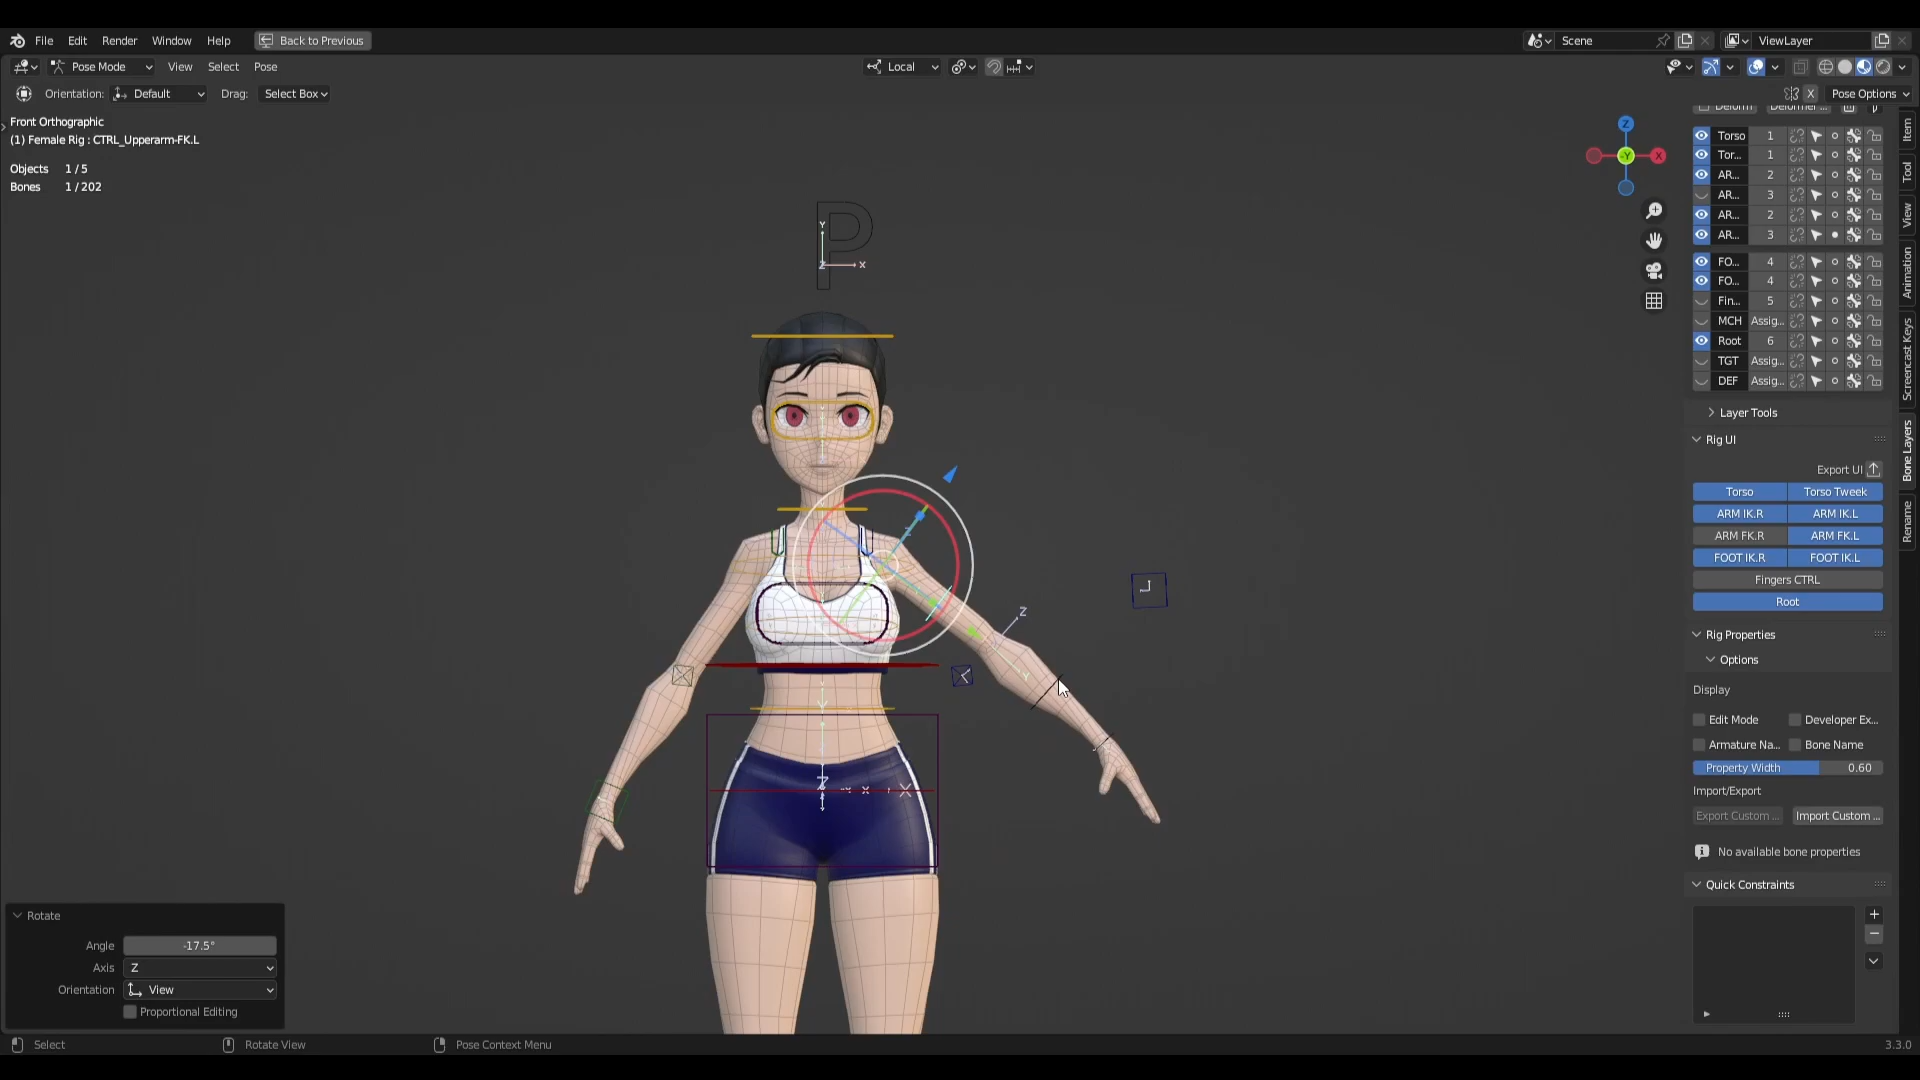 File Edit Render Window Help Back to Previous Scene ViewLayer
Pose Mode View Select Pose Local
Orientation: Default Drag: Select Box X Pose Options
Front Orthographic
(1) Female Rig : CTRL_Upperarm-FK.L
Objects 1 / 5
Bones 1 / 202
Z
X
-Y
Y
Z X
P
Z
Y
Z
X
Torso 1
Tor... 1
AR... 2
AR... 3
AR... 2
AR... 3
FO... 4
FO... 4
Fin... 5
MCH Assig...
Root 6
TGT Assig...
DEF Assig...
Layer Tools
Rig UI
Export UI
Torso Torso Tweek
ARM IK.R ARM IK.L
ARM FK.R ARM FK.L
FOOT IK.R FOOT IK.L
Fingers CTRL
Root
Rig Properties
Options
Display
Edit Mode Developer Ex...
Armature Na... Bone Name
Property Width 0.60
Import/Export
Export Custom ... Import Custom ...
No available bone properties
Quick Constraints
Item
Tool
View
Animation
Screencast Keys
Bone Layers
Rename
Rotate
Angle -17.5°
Axis Z
Orientation View
Proportional Editing
Select Rotate View Pose Context Menu 3.3.0